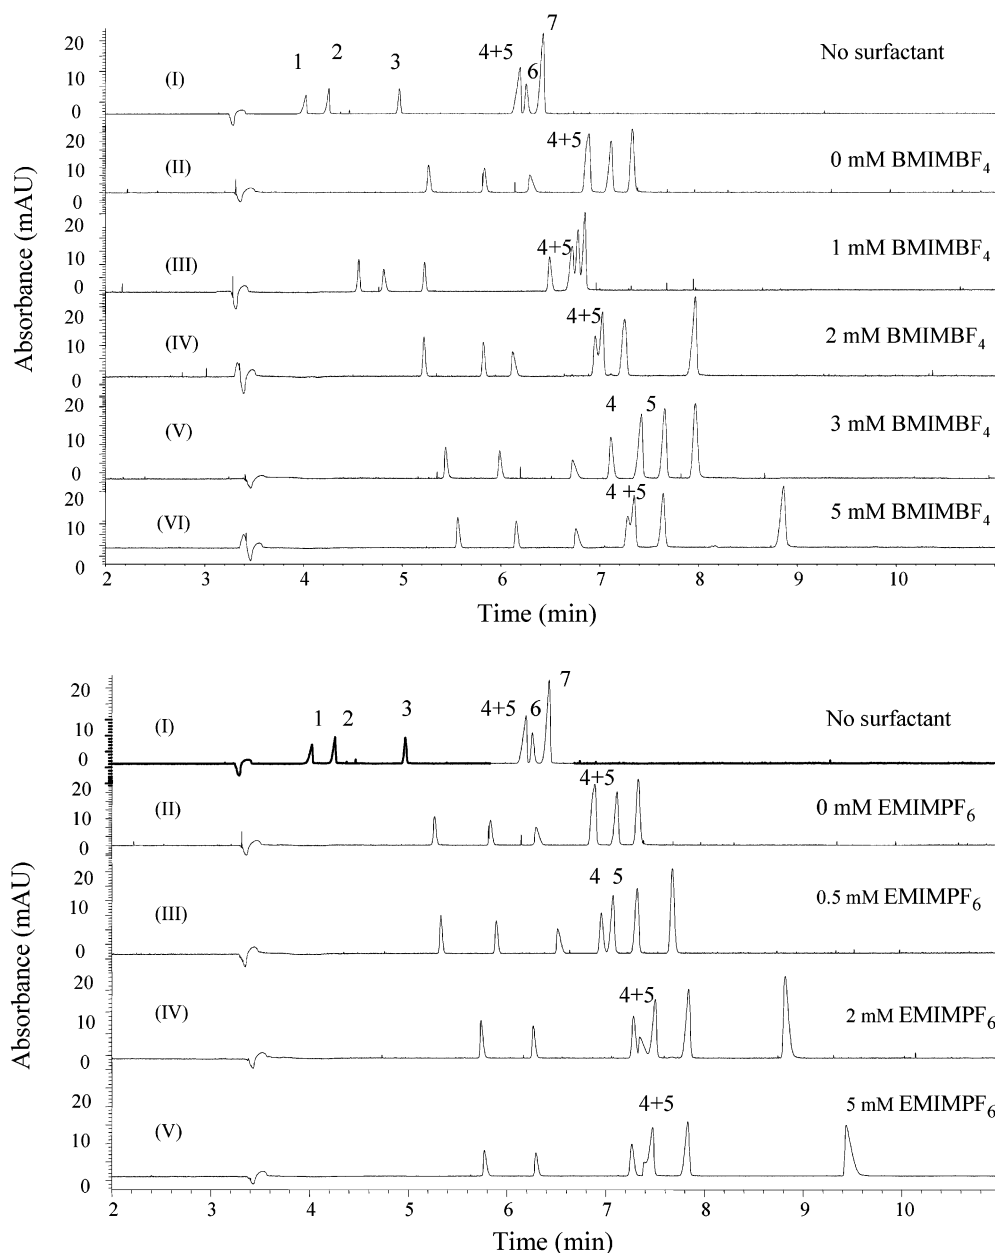 Absorbance (mAU)
1 2 3 4+5 6 7
(I) No surfactant
20
10
0
4+5
(II) 0 mM BMIMBF4
20
10
0
4+5
(III) 1 mM BMIMBF4
20
10
0
4+5
(IV) 2 mM BMIMBF4
20
10
0
4 5
(V) 3 mM BMIMBF4
20
10
0
4 +5
(VI) 5 mM BMIMBF4
20
10
0
2 3 4 5 6 7 8 9 10
Time (min)
Absorbance (mAU)
1 2 3 4+5 6 7
(I) No surfactant
20
10
0
4+5
(II) 0 mM EMIMPF6
20
10
0
4 5
(III) 0.5 mM EMIMPF6
20
10
0
4+5
(IV) 2 mM EMIMPF6
20
10
0
4+5
(V) 5 mM EMIMPF6
20
10
0
2 3 4 5 6 7 8 9 10
Time (min)